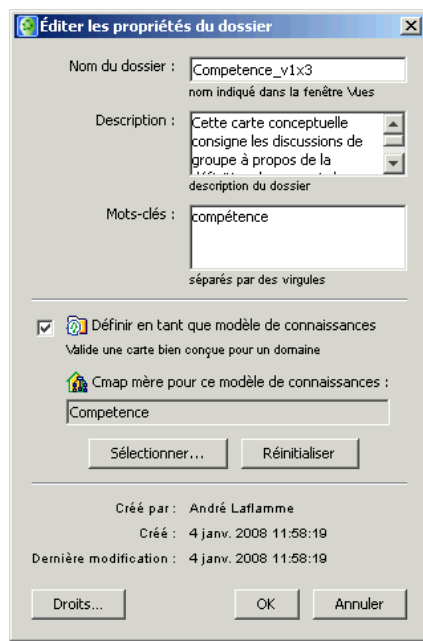 Éditer les propriétés du dossier
Nom du dossier : Competence_v1x3
nom indiqué dans la fenêtre Vues
Description : Cette carte conceptuelle
consigne les discussions de
groupe à propos de la
description du dossier
Mots-clés : compétence
séparés par des virgules
Définir en tant que modèle de connaissances
Valide une carte bien conçue pour un domaine
Cmap mère pour ce modèle de connaissances :
Competence
Sélectionner... Réinitialiser
Créé par : André Laflamme
Créé : 4 janv. 2008 11:58:19
Dernière modification : 4 janv. 2008 11:58:19
Droits... OK Annuler